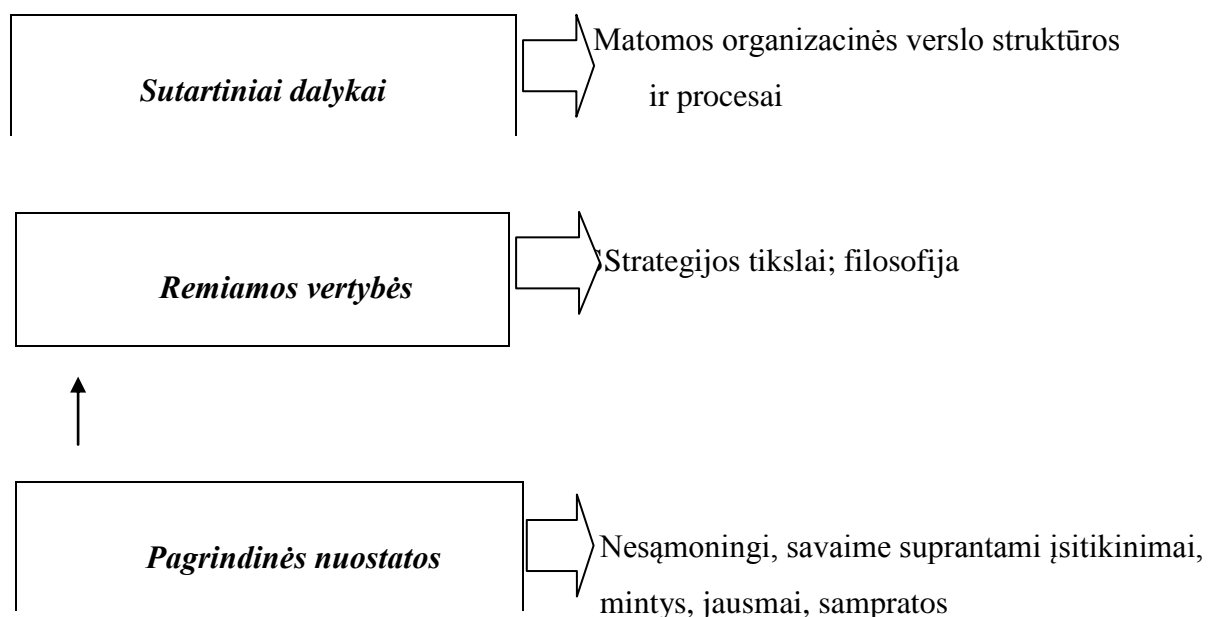 Sutartiniai dalykai
Matomos organizacinės verslo struktūros
ir procesai
Remiamos vertybės
SStrategijos tikslai; filosofija
Pagrindinės nuostatos
Nesąmoningi, savaime suprantami įsitikinimai,
mintys, jausmai, sampratos